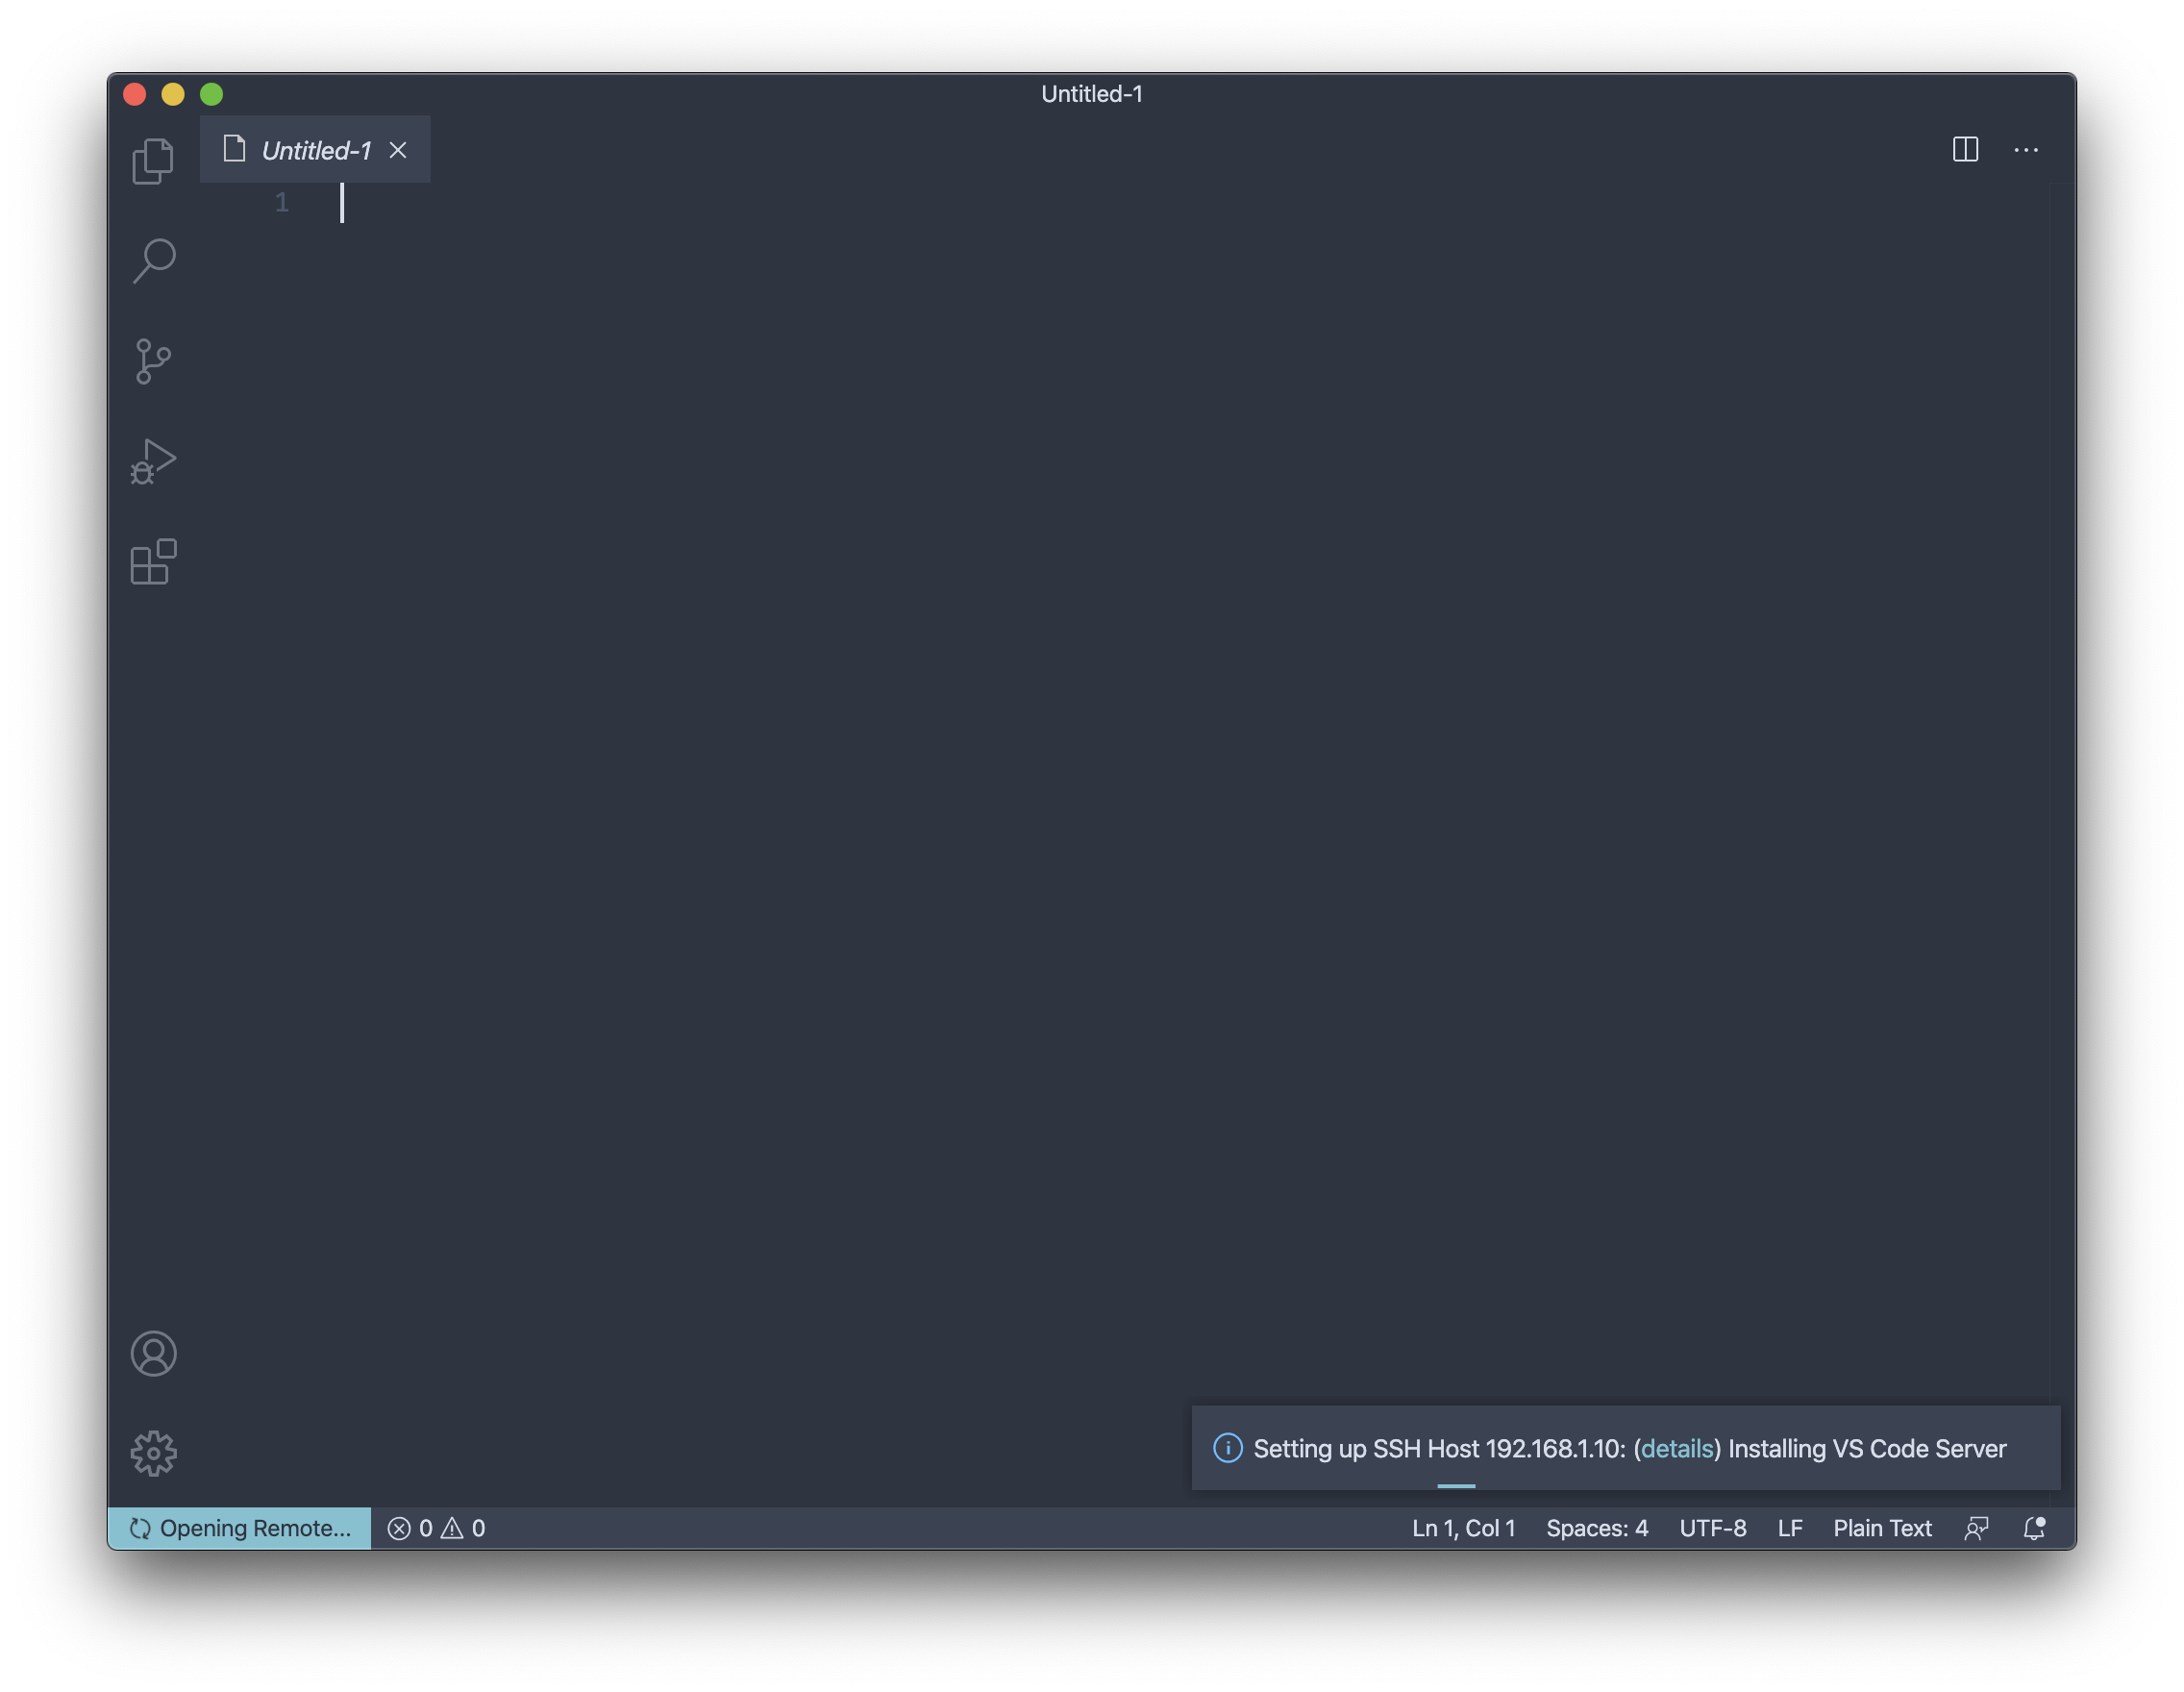 Untitled-1
Untitled-1
1
Setting up SSH Host 192.168.1.10: (details) Installing VS Code Server
Opening Remote... 0 0 Ln 1, Col 1 Spaces: 4 UTF-8 LF Plain Text